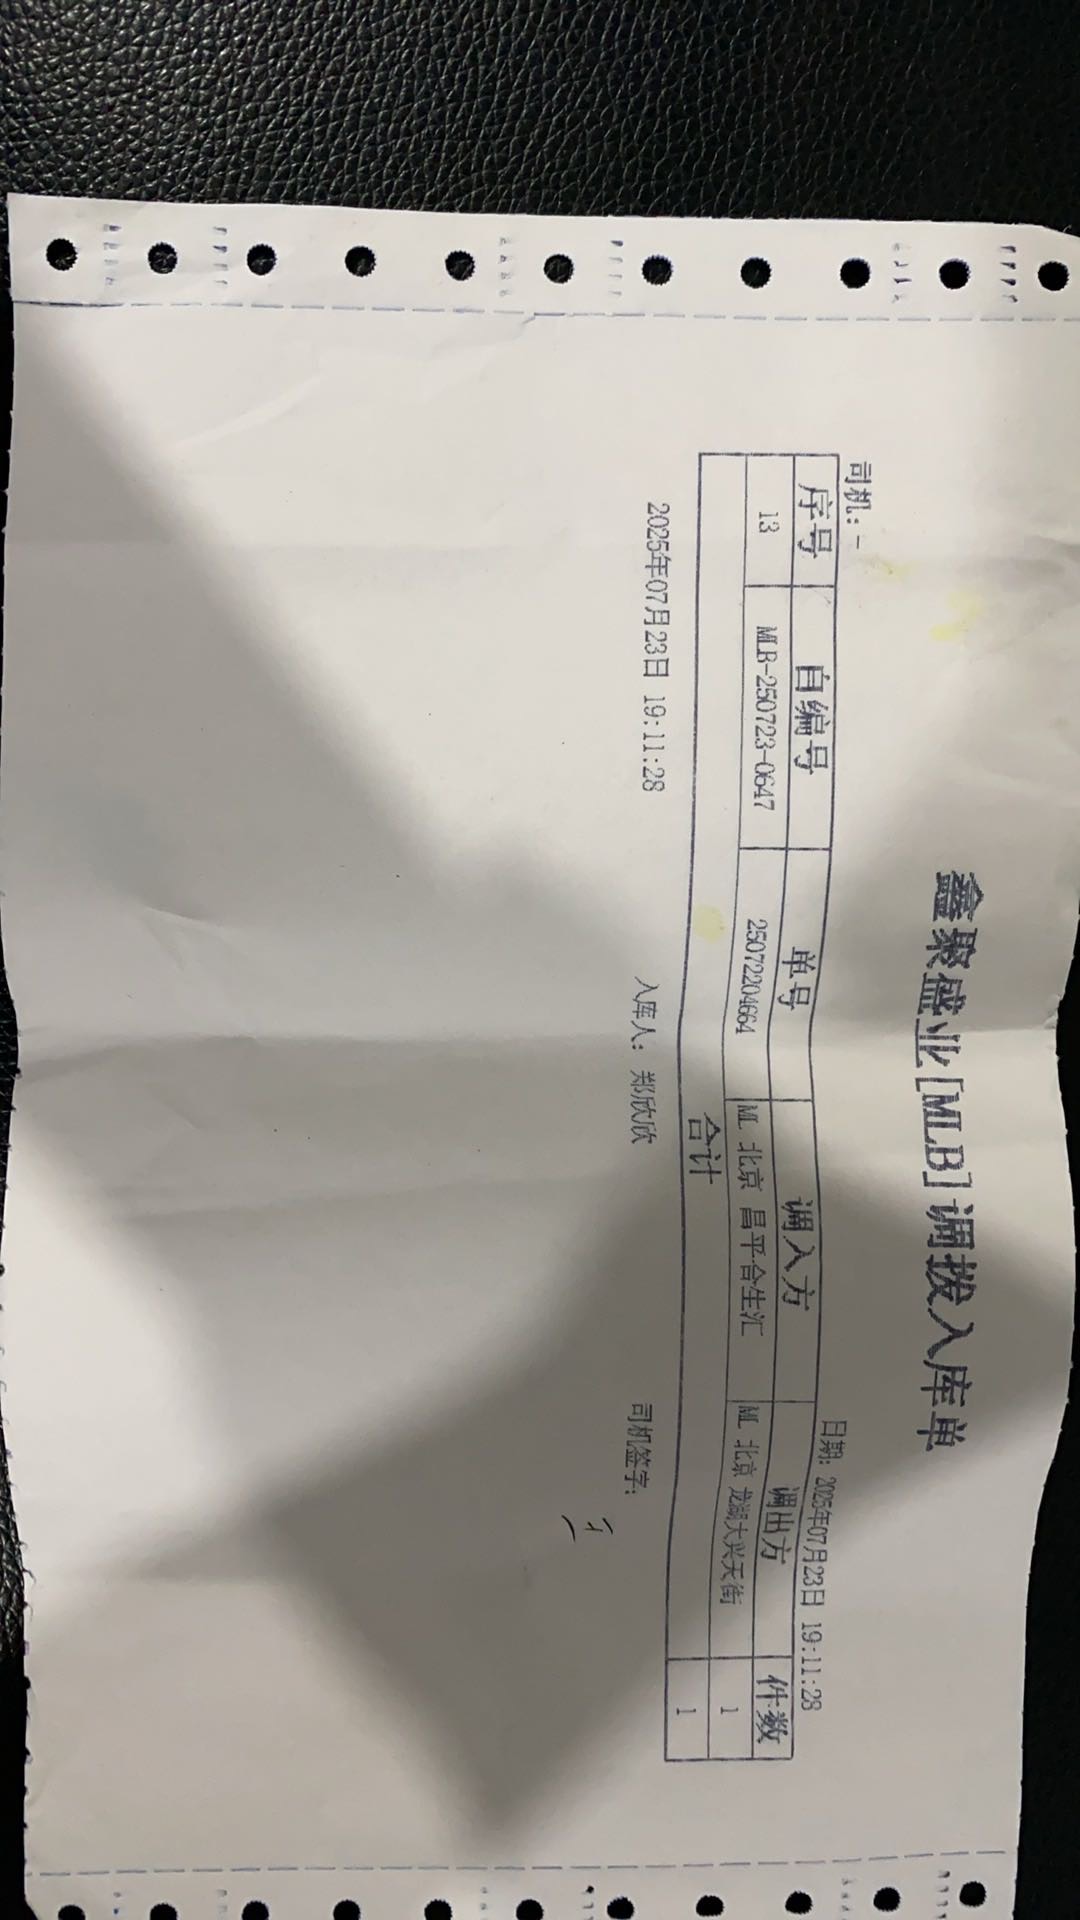 鑫聚盛业[MLB]调拨入库单
司机：- 日期：2025年07月23日 19:11:28
序号 自编号 单号 调入方 调出方 件数
13 MLB-250723-0647 25072204664 ML 北京 昌平合生汇 ML 北京 龙湖大兴天街 1
合计 1
2025年07月23日 19:11:28 入库人：郑欣欣 司机签字：